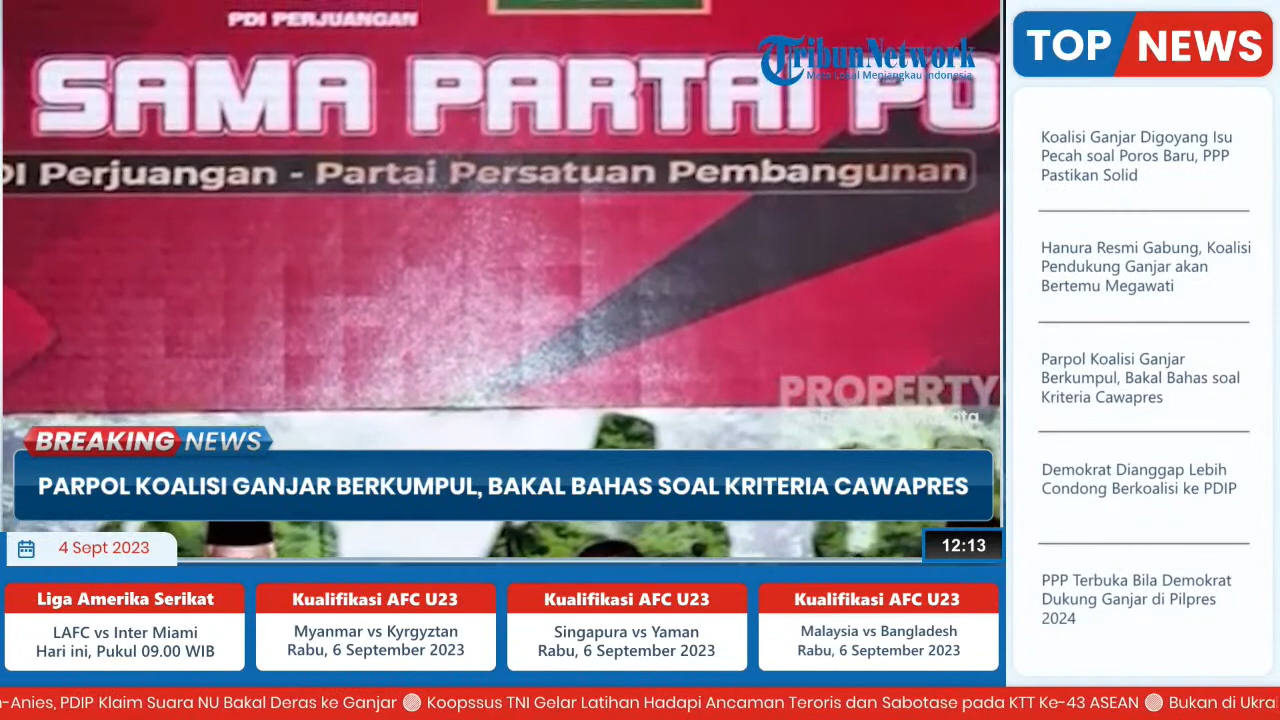 PDI PERJUANGAN
TribunNetwork
Mata Lokal Menjangkau Indonesia
SAMA PARTAI PO
DI Perjuangan - Partai Persatuan Pembangunan
PROPERTY
BREAKING NEWS
PARPOL KOALISI GANJAR BERKUMPUL, BAKAL BAHAS SOAL KRITERIA CAWAPRES
4 Sept 2023
12:13
TOP NEWS
Koalisi Ganjar Digoyang Isu
Pecah soal Poros Baru, PPP
Pastikan Solid
Hanura Resmi Gabung, Koalisi
Pendukung Ganjar akan
Bertemu Megawati
Parpol Koalisi Ganjar
Berkumpul, Bakal Bahas soal
Kriteria Cawapres
Demokrat Dianggap Lebih
Condong Berkoalisi ke PDIP
PPP Terbuka Bila Demokrat
Dukung Ganjar di Pilpres
2024
Liga Amerika Serikat
LAFC vs Inter Miami
Hari ini, Pukul 09.00 WIB
Kualifikasi AFC U23
Myanmar vs Kyrgyztan
Rabu, 6 September 2023
Kualifikasi AFC U23
Singapura vs Yaman
Rabu, 6 September 2023
Kualifikasi AFC U23
Malaysia vs Bangladesh
Rabu, 6 September 2023
-Anies, PDIP Klaim Suara NU Bakal Deras ke Ganjar Koopssus TNI Gelar Latihan Hadapi Ancaman Teroris dan Sabotase pada KTT Ke-43 ASEAN Bukan di Ukra